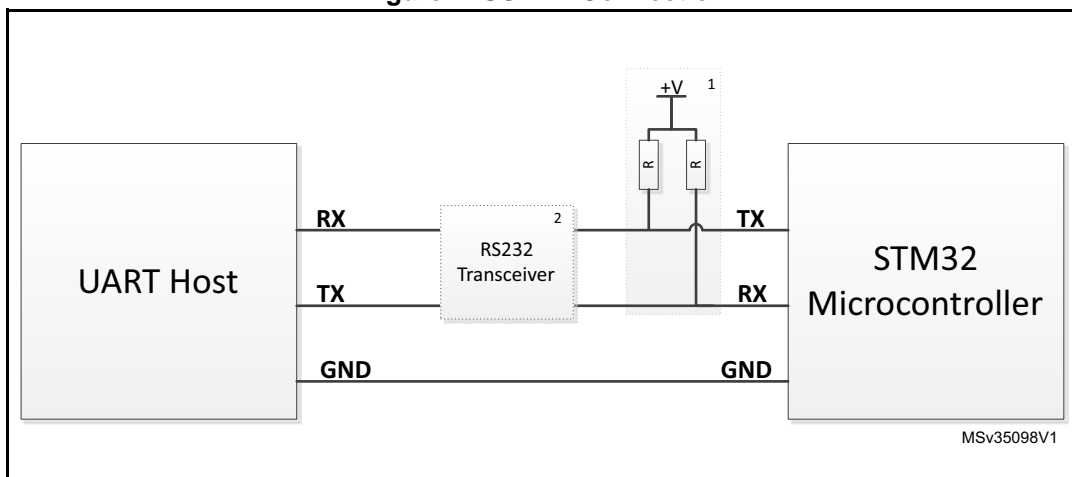 +V
1
R
R
RX
2
TX
UART Host
RS232
Transceiver
STM32
Microcontroller
TX
RX
GND
GND
MSv35098V1